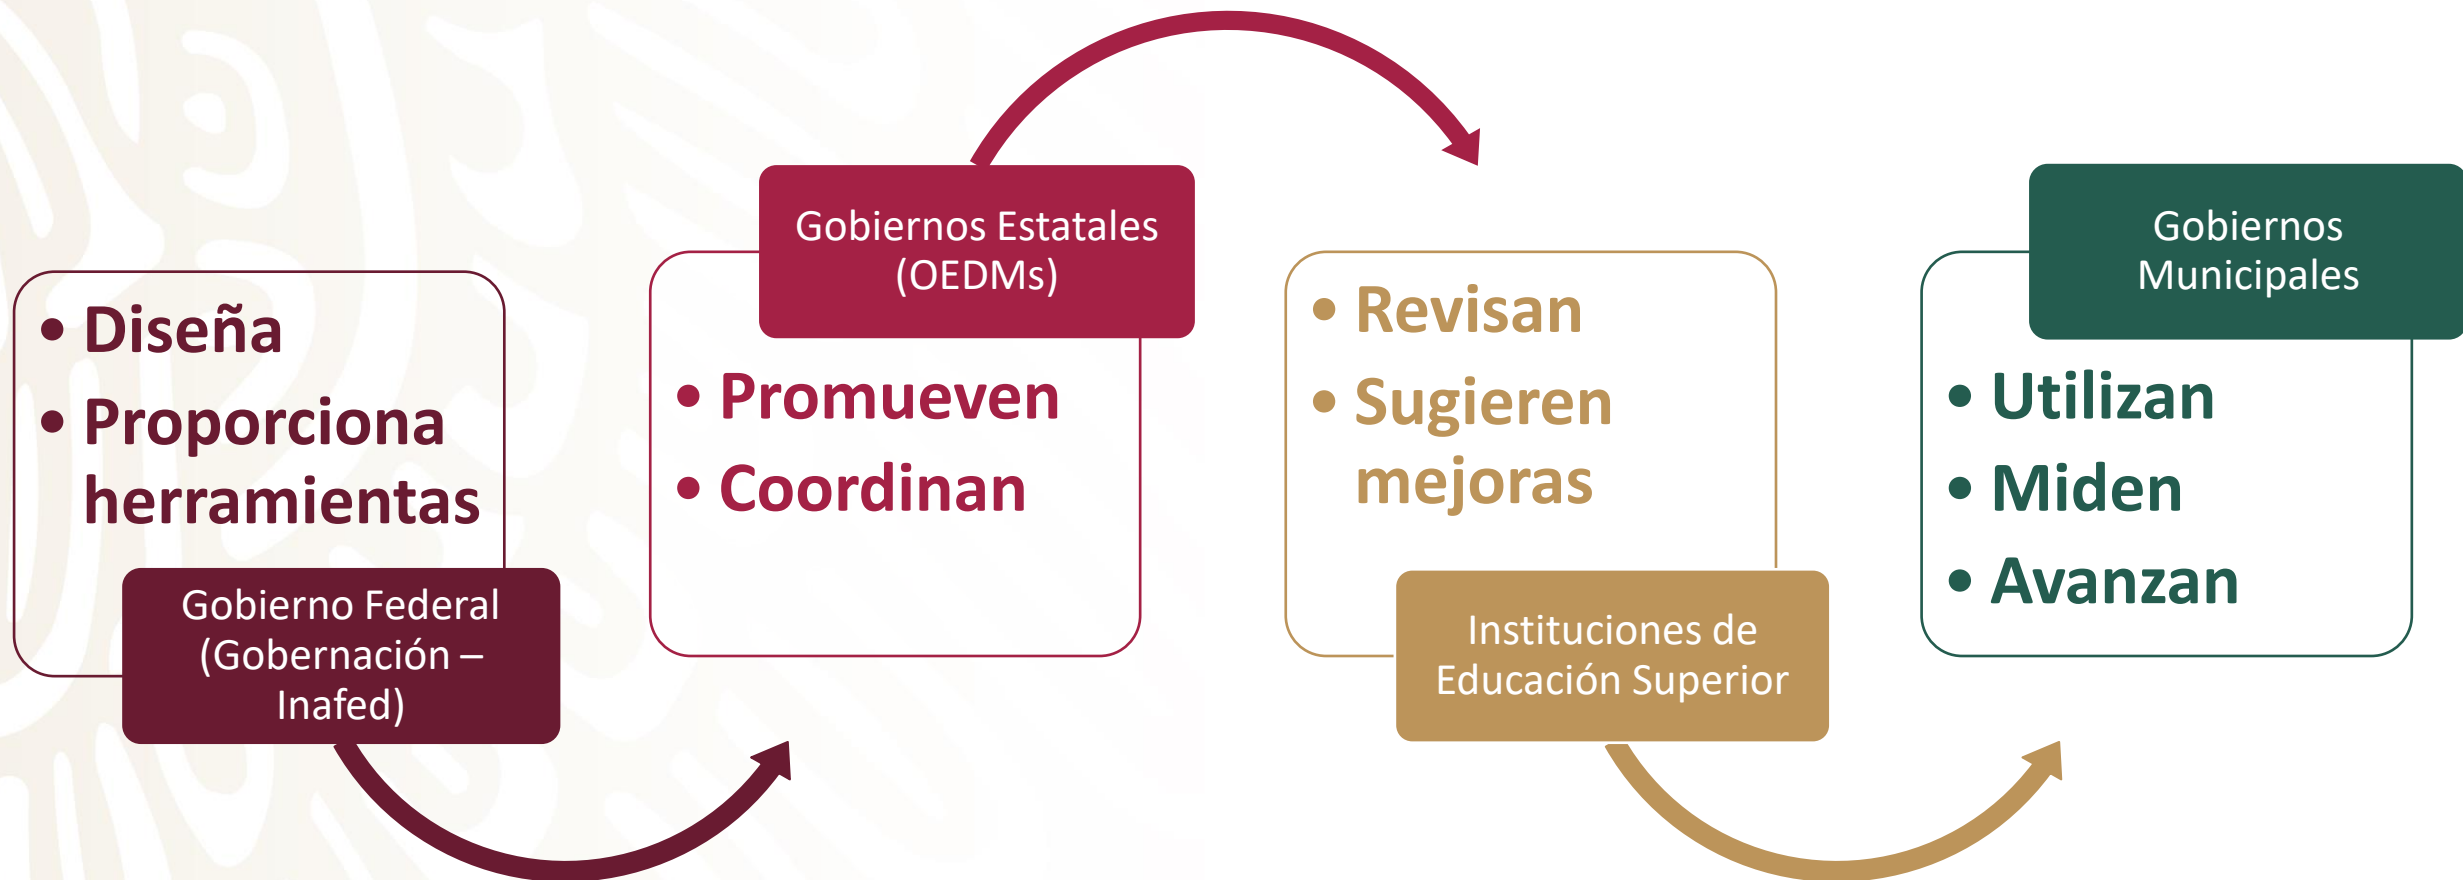 • Diseña
• Proporciona
herramientas
Gobierno Federal
(Gobernación –
Inafed)
Gobiernos Estatales
(OEDMs)
• Promueven
• Coordinan
• Revisan
• Sugieren
mejoras
Instituciones de
Educación Superior
Gobiernos
Municipales
• Utilizan
• Miden
• Avanzan